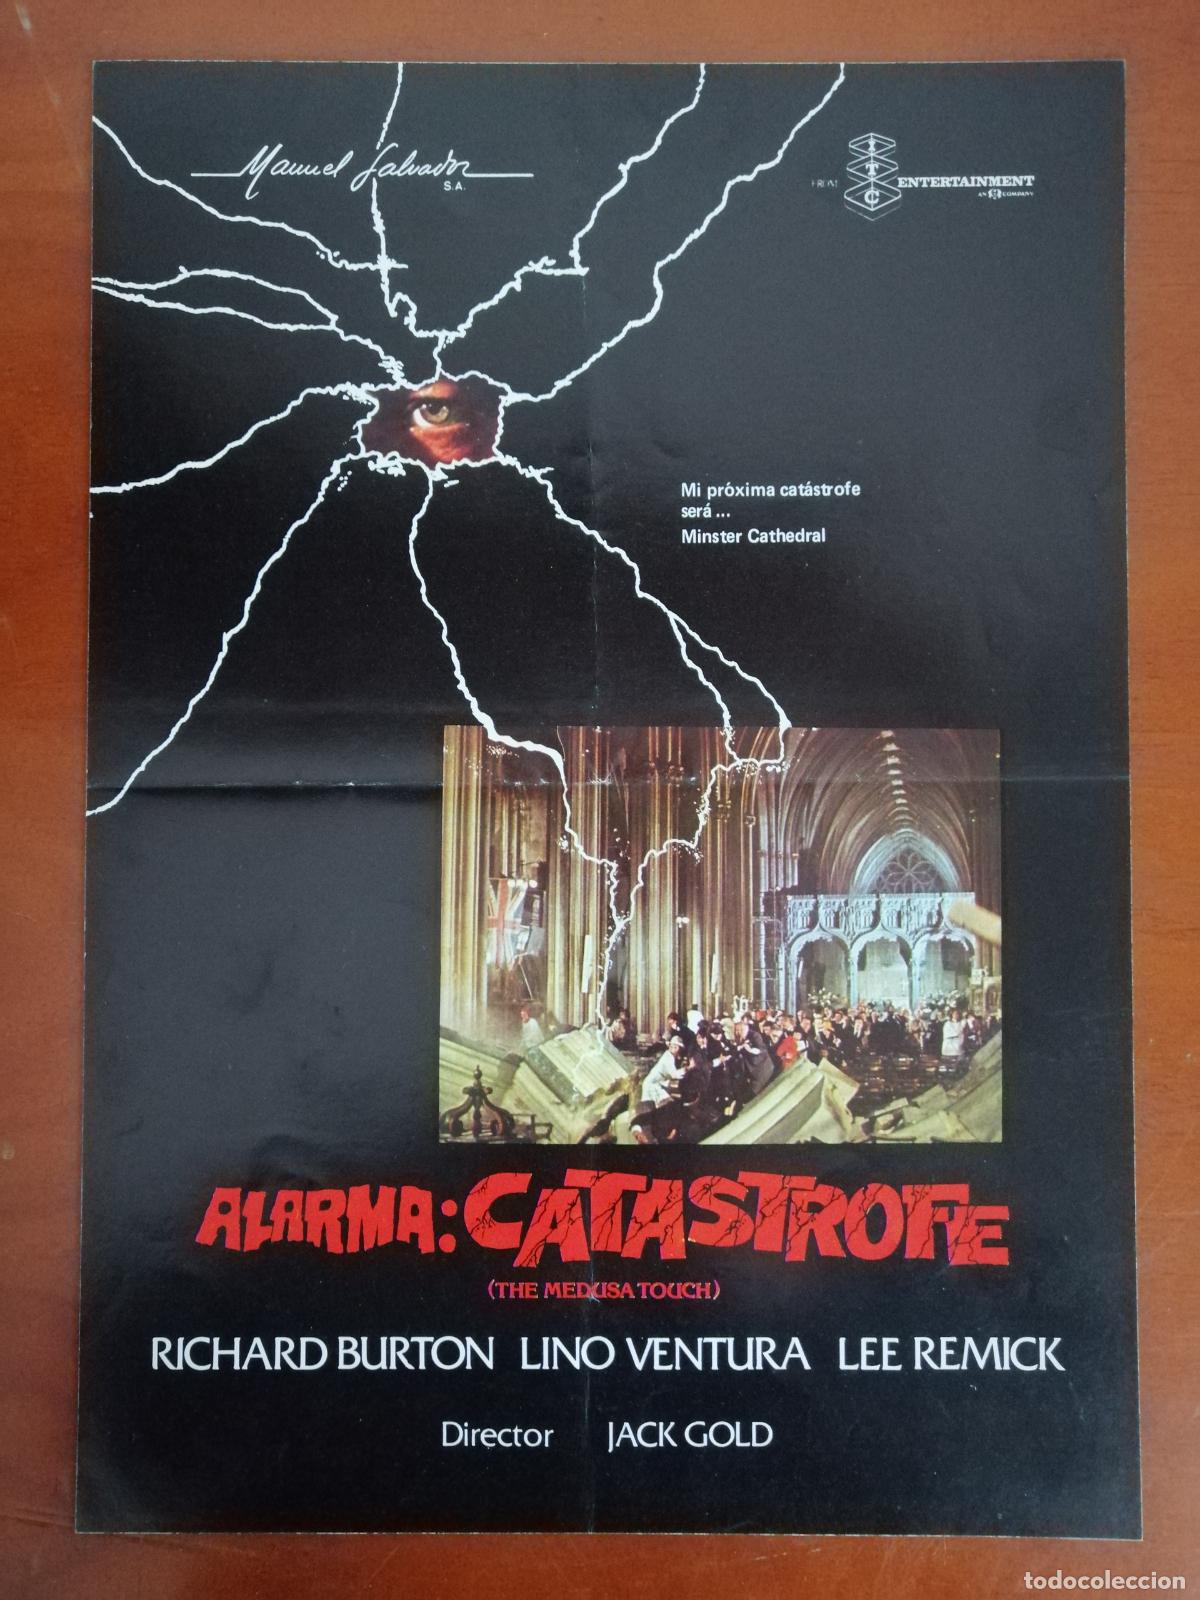 Manuel Salvador
S.A.
FROM ITC ENTERTAINMENT
AN COMPANY
Mi próxima catástrofe
será ...
Minster Cathedral
ALARMA: CATASTROFE
(THE MEDUSA TOUCH)
RICHARD BURTON LINO VENTURA LEE REMICK
Director JACK GOLD
todocoleccion